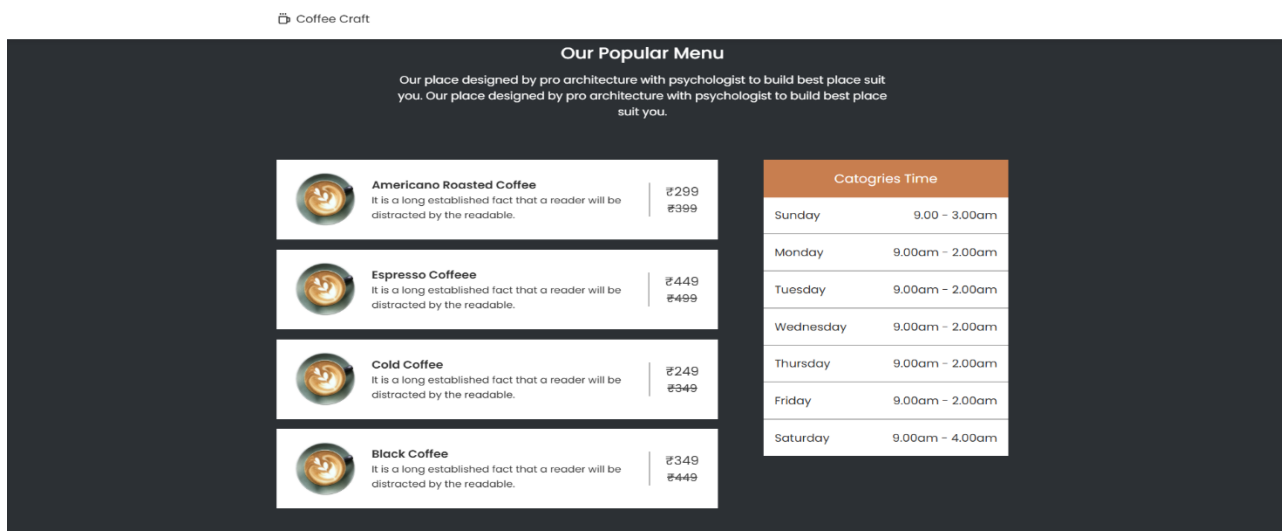 Coffee Craft
Our Popular Menu
Our place designed by pro architecture with psychologist to build best place suit
you. Our place designed by pro architecture with psychologist to build best place
suit you.
Americano Roasted Coffee
It is a long established fact that a reader will be
distracted by the readable.
₹299
₹399
Espresso Coffeee
It is a long established fact that a reader will be
distracted by the readable.
₹449
₹499
Cold Coffee
It is a long established fact that a reader will be
distracted by the readable.
₹249
₹349
Black Coffee
It is a long established fact that a reader will be
distracted by the readable.
₹349
₹449
Catogries Time
Sunday 9.00 - 3.00am
Monday 9.00am - 2.00am
Tuesday 9.00am - 2.00am
Wednesday 9.00am - 2.00am
Thursday 9.00am - 2.00am
Friday 9.00am - 2.00am
Saturday 9.00am - 4.00am